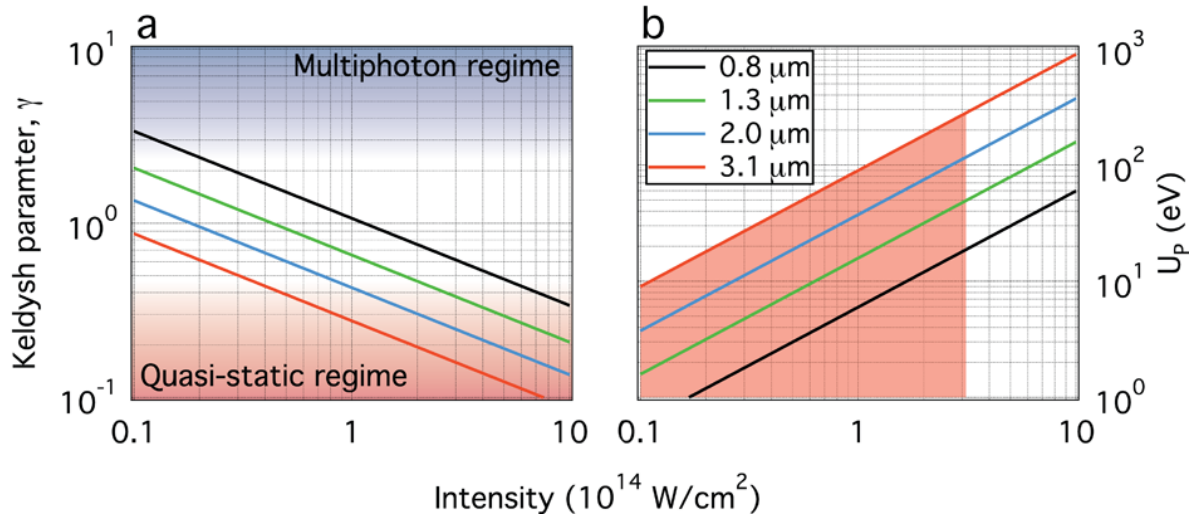 a
b
Keldysh paramter, γ
10¹
10⁰
10⁻¹
Multiphoton regime
Quasi-static regime
0.1
1
10
0.8 μm
1.3 μm
2.0 μm
3.1 μm
10³
10²
10¹
10⁰
U_P (eV)
0.1
1
10
Intensity (10¹⁴ W/cm²)